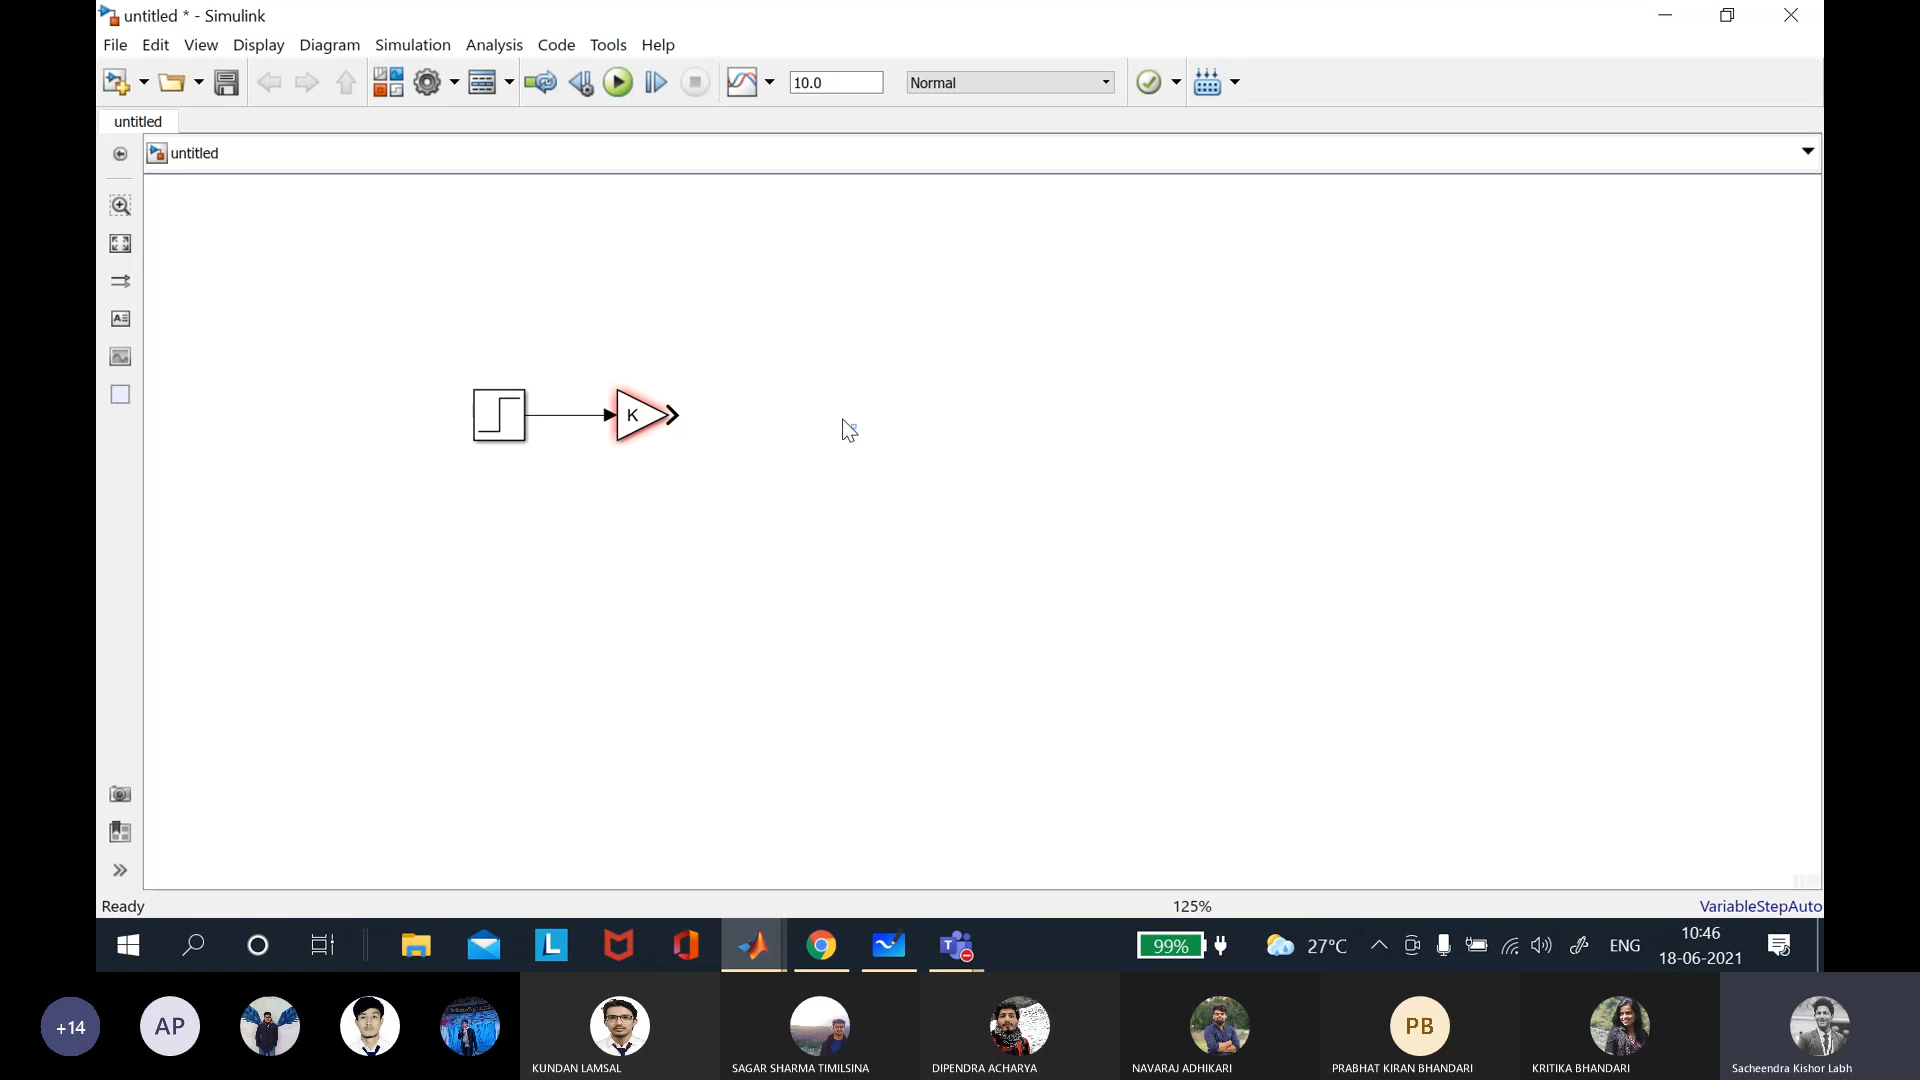 untitled * - Simulink
File Edit View Display Diagram Simulation Analysis Code Tools Help
10.0 Normal
untitled
untitled
K
Ready 125% VariableStepAuto
99% 27°C ENG 10:46
18-06-2021
+14 AP PB
KUNDAN LAMSAL SAGAR SHARMA TIMILSINA DIPENDRA ACHARYA NAVARAJ ADHIKARI PRABHAT KIRAN BHANDARI KRITIKA BHANDARI Sacheendra Kishor Labh